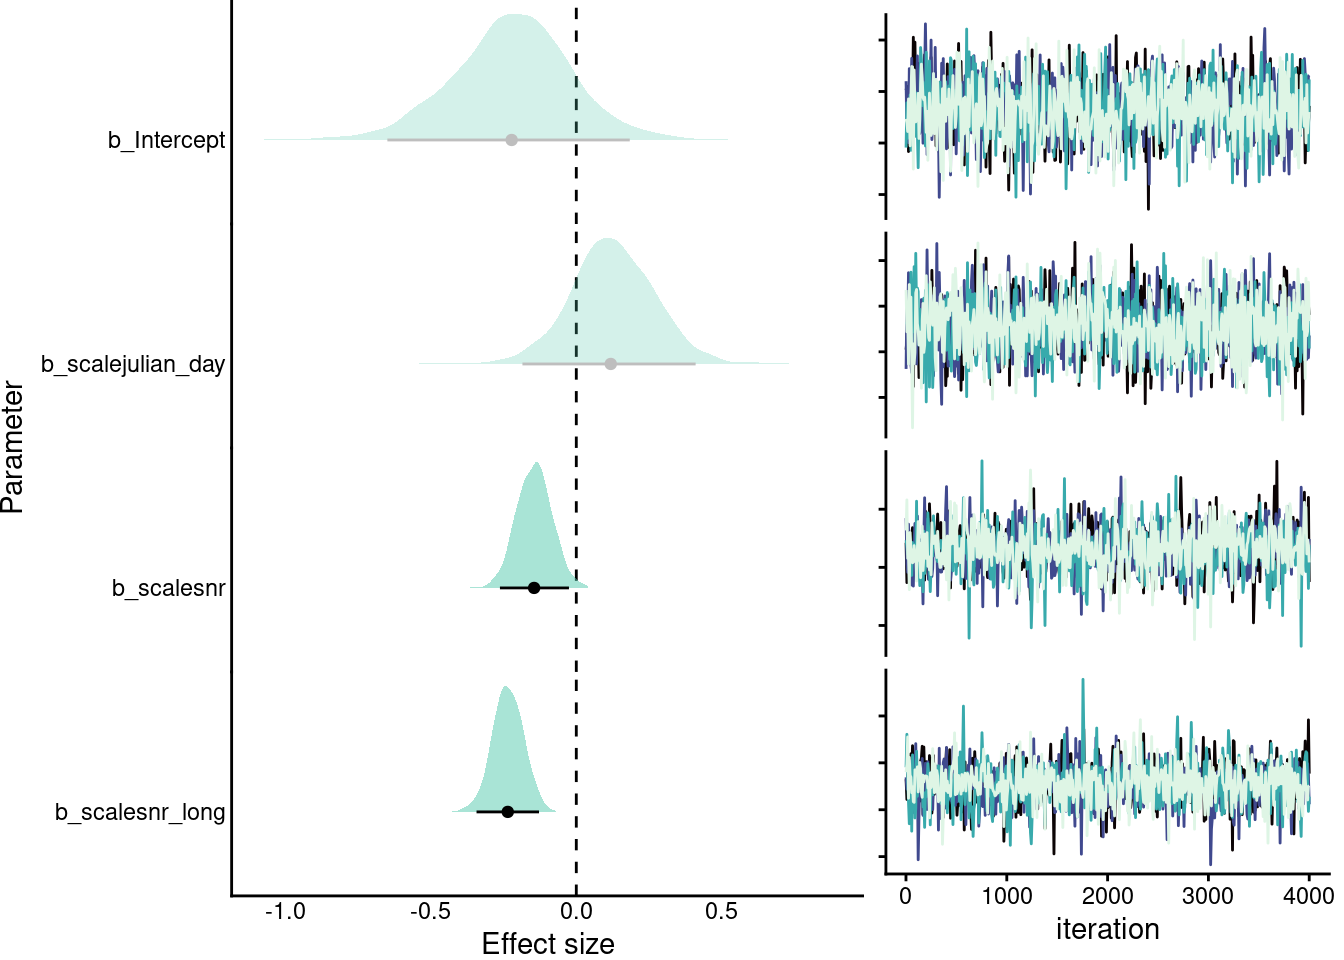 Parameter
b_Intercept
b_scalejulian_day
b_scalesnr
b_scalesnr_long
-1.0 -0.5 0.0 0.5
Effect size
0 1000 2000 3000 4000
iteration